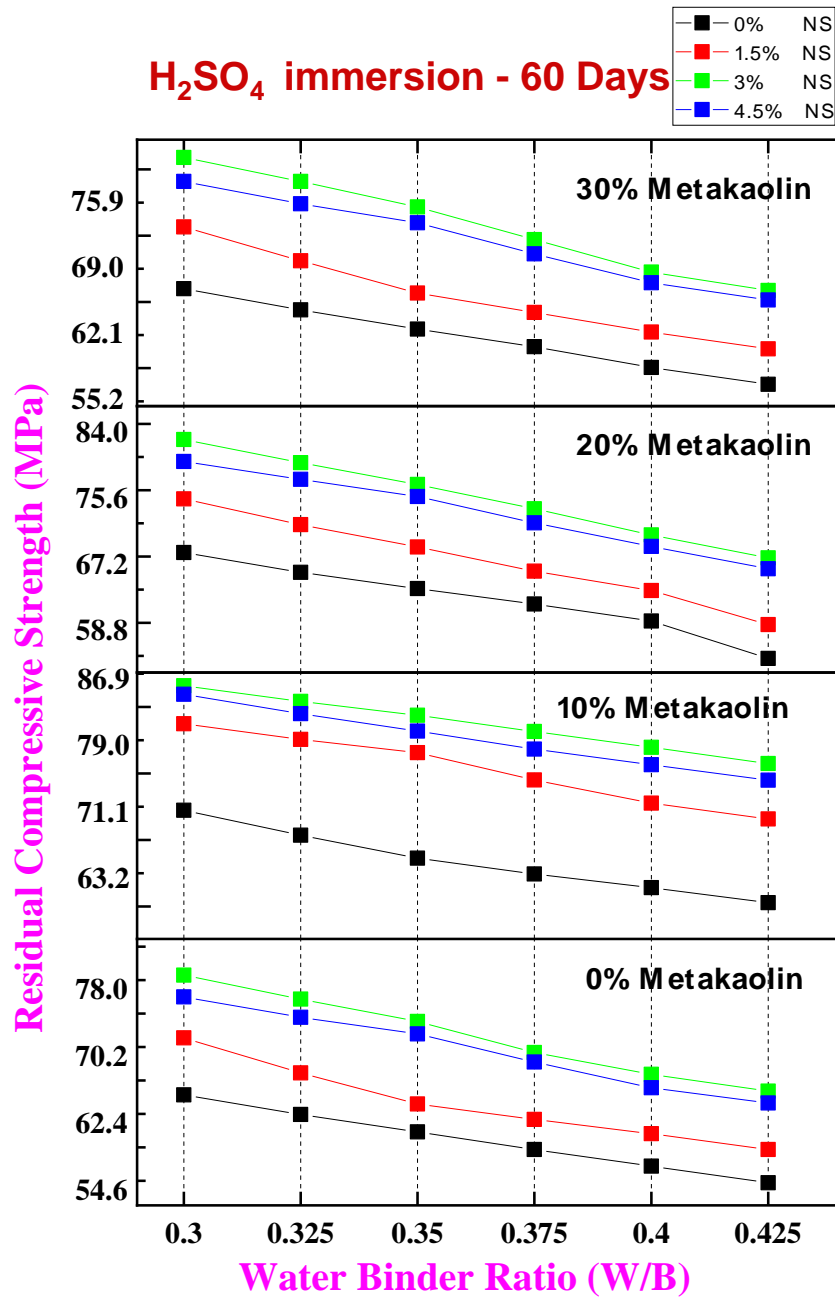 0% NS
1.5% NS
3% NS
4.5% NS
H₂SO₄ immersion - 60 Days
30% Metakaolin
75.9
69.0
62.1
55.2
20% Metakaolin
84.0
75.6
67.2
58.8
10% Metakaolin
86.9
79.0
71.1
63.2
0% Metakaolin
78.0
70.2
62.4
54.6
Residual Compressive Strength (MPa)
0.3 0.325 0.35 0.375 0.4 0.425
Water Binder Ratio (W/B)